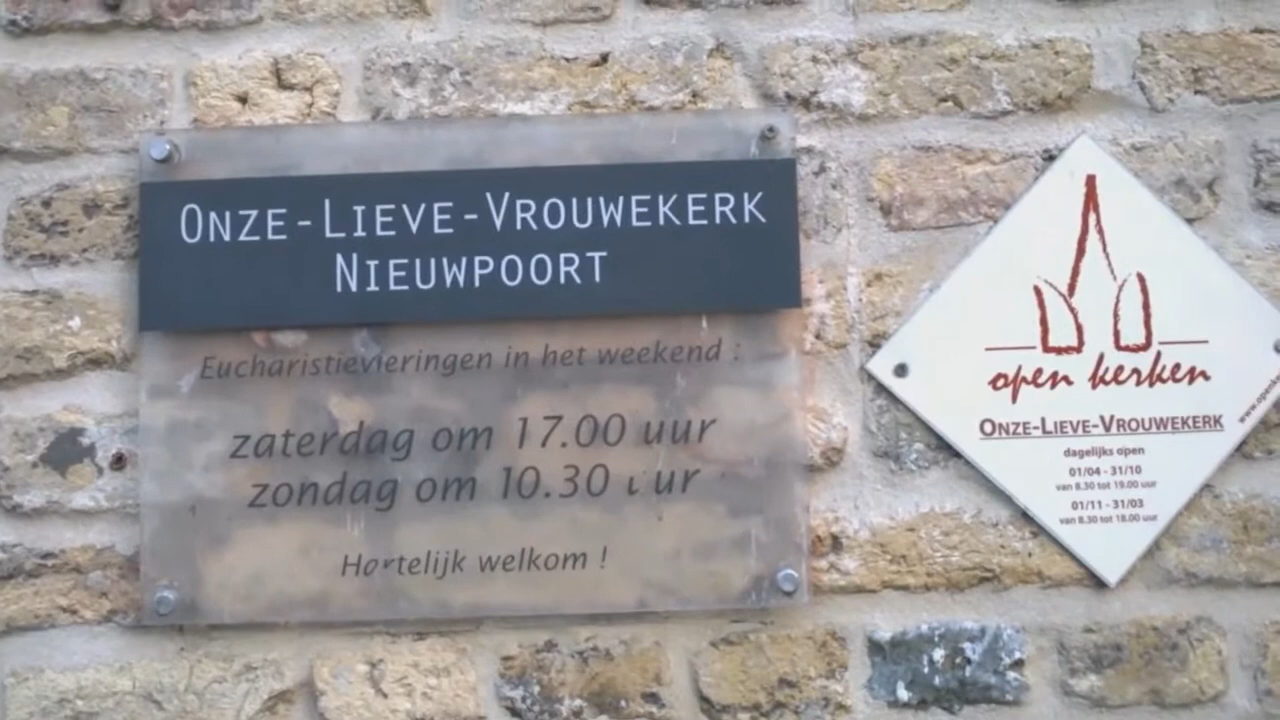 ONZE-LIEVE-VROUWEKERK
NIEUWPOORT
Eucharistievieringen in het weekend :
zaterdag om 17.00 uur
zondag om 10.30 uur
Hartelijk welkom !
open kerken
ONZE-LIEVE-VROUWEKERK
dagelijks open
01/04 - 31/10
van 8.30 tot 19.00 uur
01/11 - 31/03
van 8.30 tot 18.00 uur